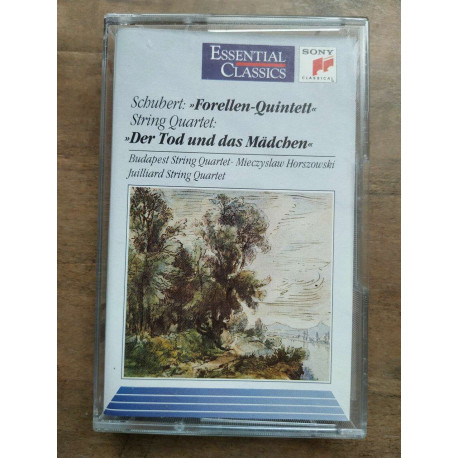 ESSENTIAL
CLASSICS
SONY
CLASSICAL
Schubert: »Forellen-Quintett«
String Quartet:
»Der Tod und das Mädchen«
Budapest String Quartet- Mieczyslaw Horszowski
Juilliard String Quartet